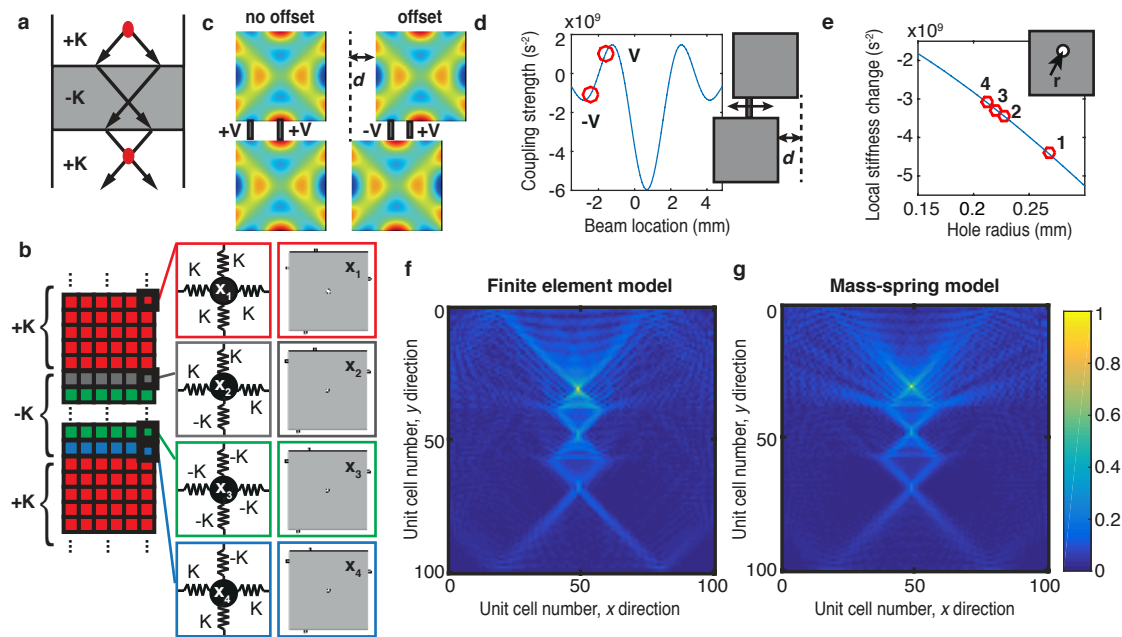 a
+K
-K
+K
c
no offset
offset
d
+V
+V
-V
+V
d
×10⁹
Coupling strength (s⁻²)
2
0
-2
-4
-6
V
-V
-2
0
2
4
Beam location (mm)
d
e
×10⁹
Local stiffness change (s⁻²)
-2
-3
-4
-5
4
3
2
1
r
0.15
0.2
0.25
Hole radius (mm)
b
+K
-K
+K
K
K
x₁
K
K
x₁
K
K
x₂
K
-K
x₂
-K
-K
x₃
-K
-K
x₃
K
-K
x₄
K
K
x₄
f
Finite element model
Unit cell number, y direction
0
50
100
0
50
100
Unit cell number, x direction
g
Mass-spring model
Unit cell number, y direction
0
50
100
0
50
100
Unit cell number, x direction
1
0.8
0.6
0.4
0.2
0